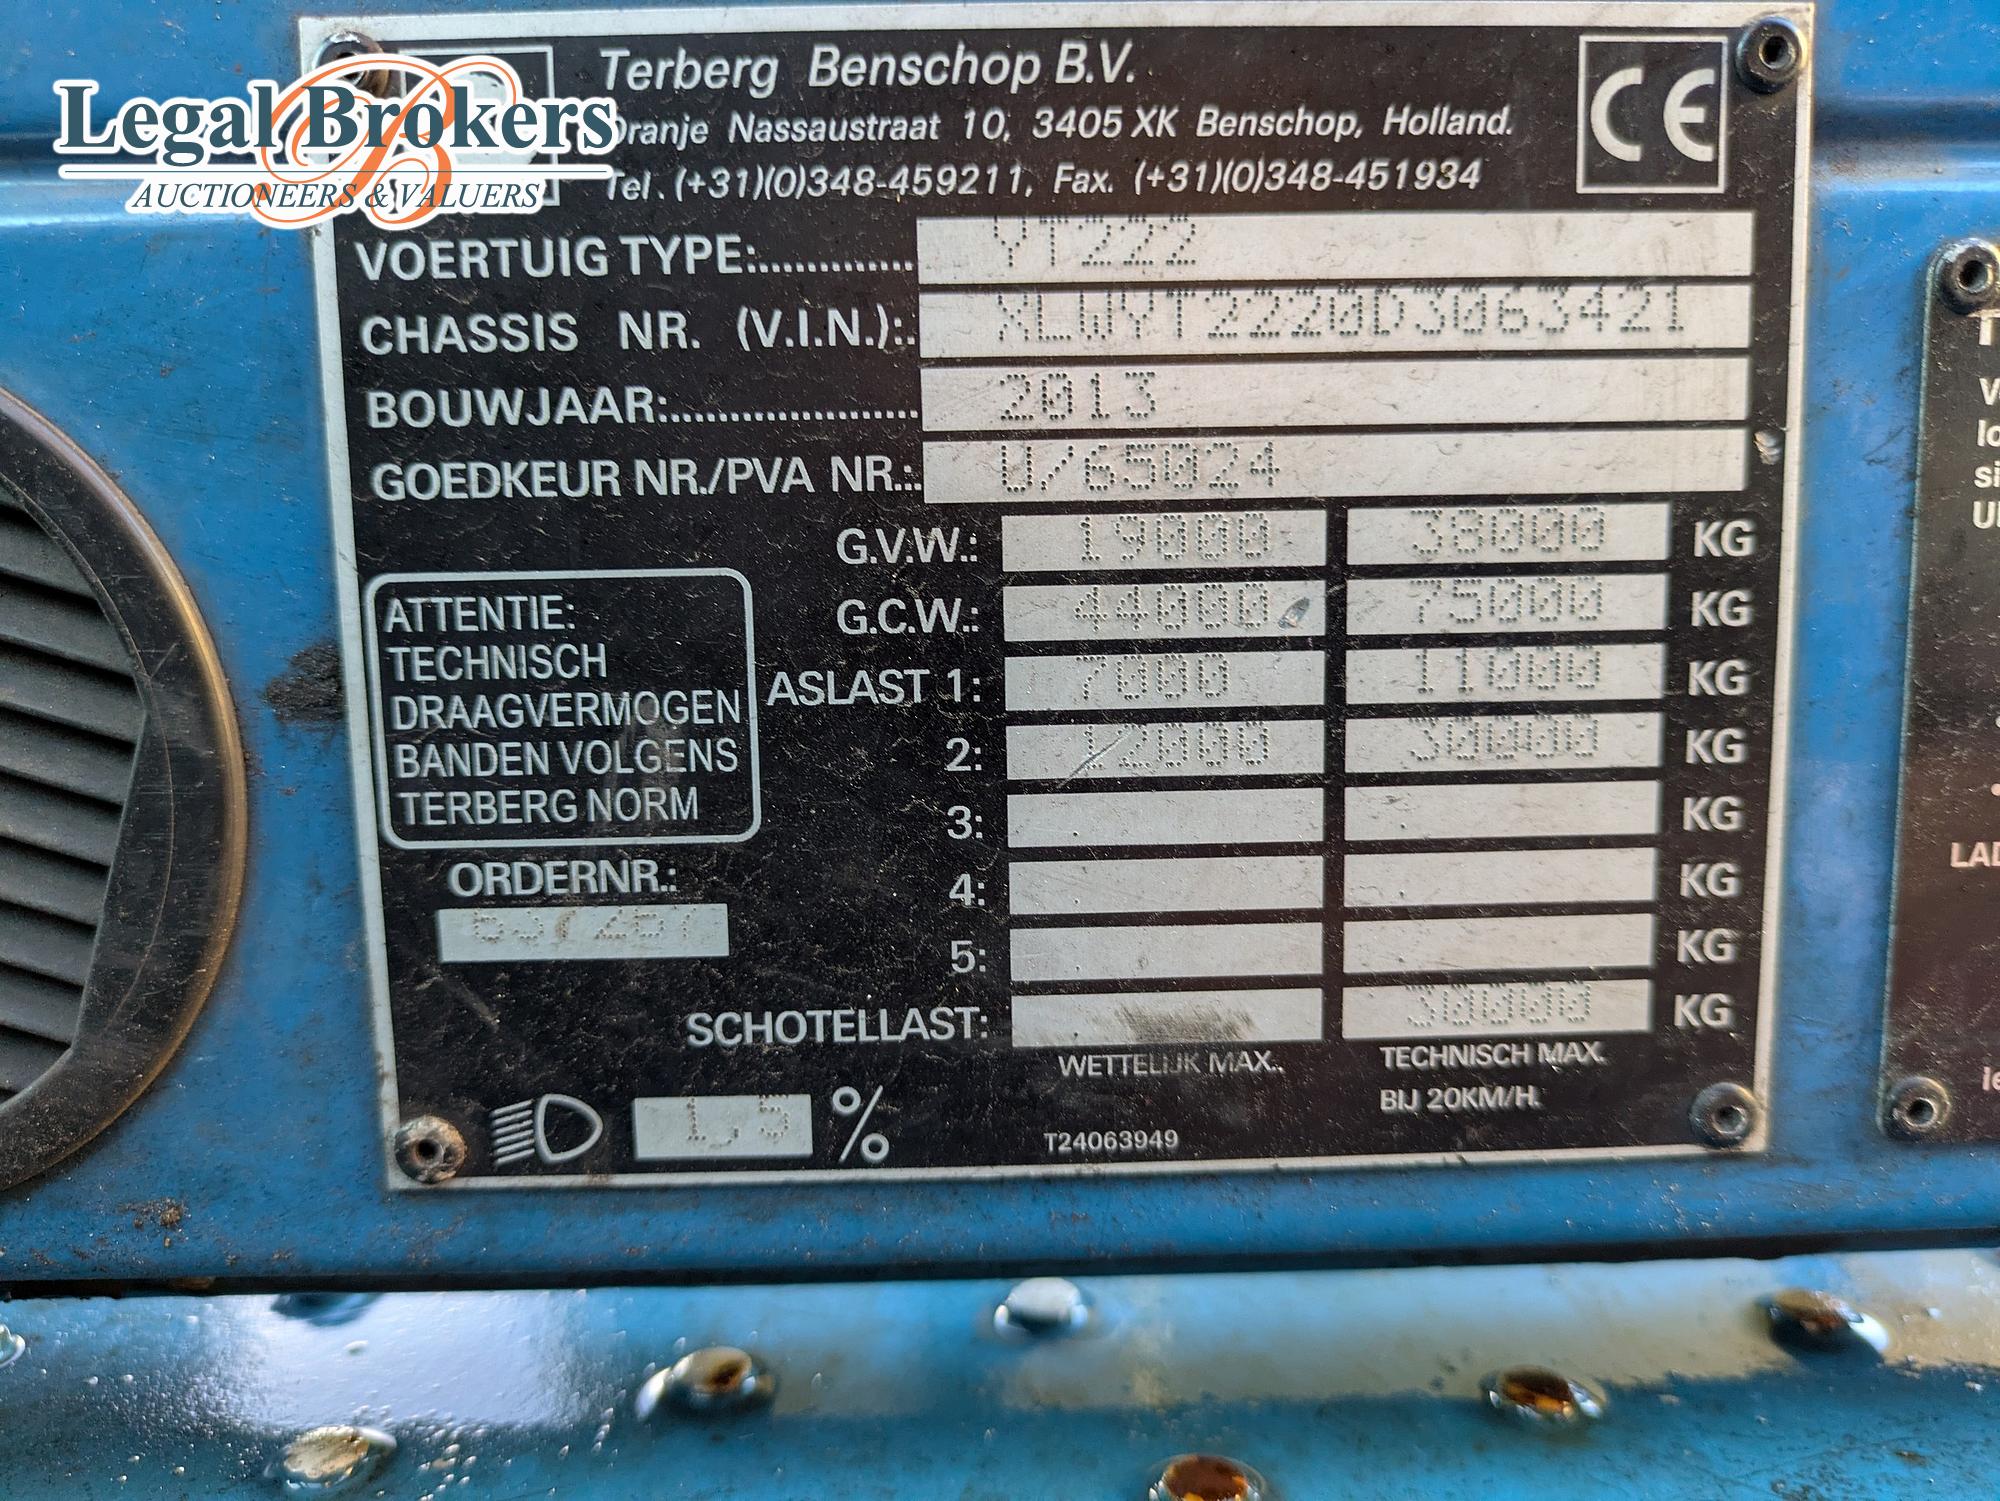 Legal Brokers
AUCTIONEERS & VALUERS
Terberg Benschop B.V.
Oranje Nassaustraat 10, 3405 XK Benschop, Holland.
Tel. (+31)(0)348-459211, Fax. (+31)(0)348-451934
CE
VOERTUIG TYPE: YT222
CHASSIS NR. (V.I.N.): XLWYT2220D3063421
BOUWJAAR: 2013
GOEDKEUR NR./PVA NR.: U/65024
G.V.W.: 19000 38000 KG
G.C.W.: 44000 75000 KG
ASLAST 1: 7000 11000 KG
2: 12000 30000 KG
3: KG
4: KG
5: KG
SCHOTELLAST: 30000 KG
WETTELIJK MAX. TECHNISCH MAX.
BIJ 20KM/H.
ATTENTIE:
TECHNISCH
DRAAGVERMOGEN
BANDEN VOLGENS
TERBERG NORM
ORDERNR.:
1,5 %
T24063949
LAD